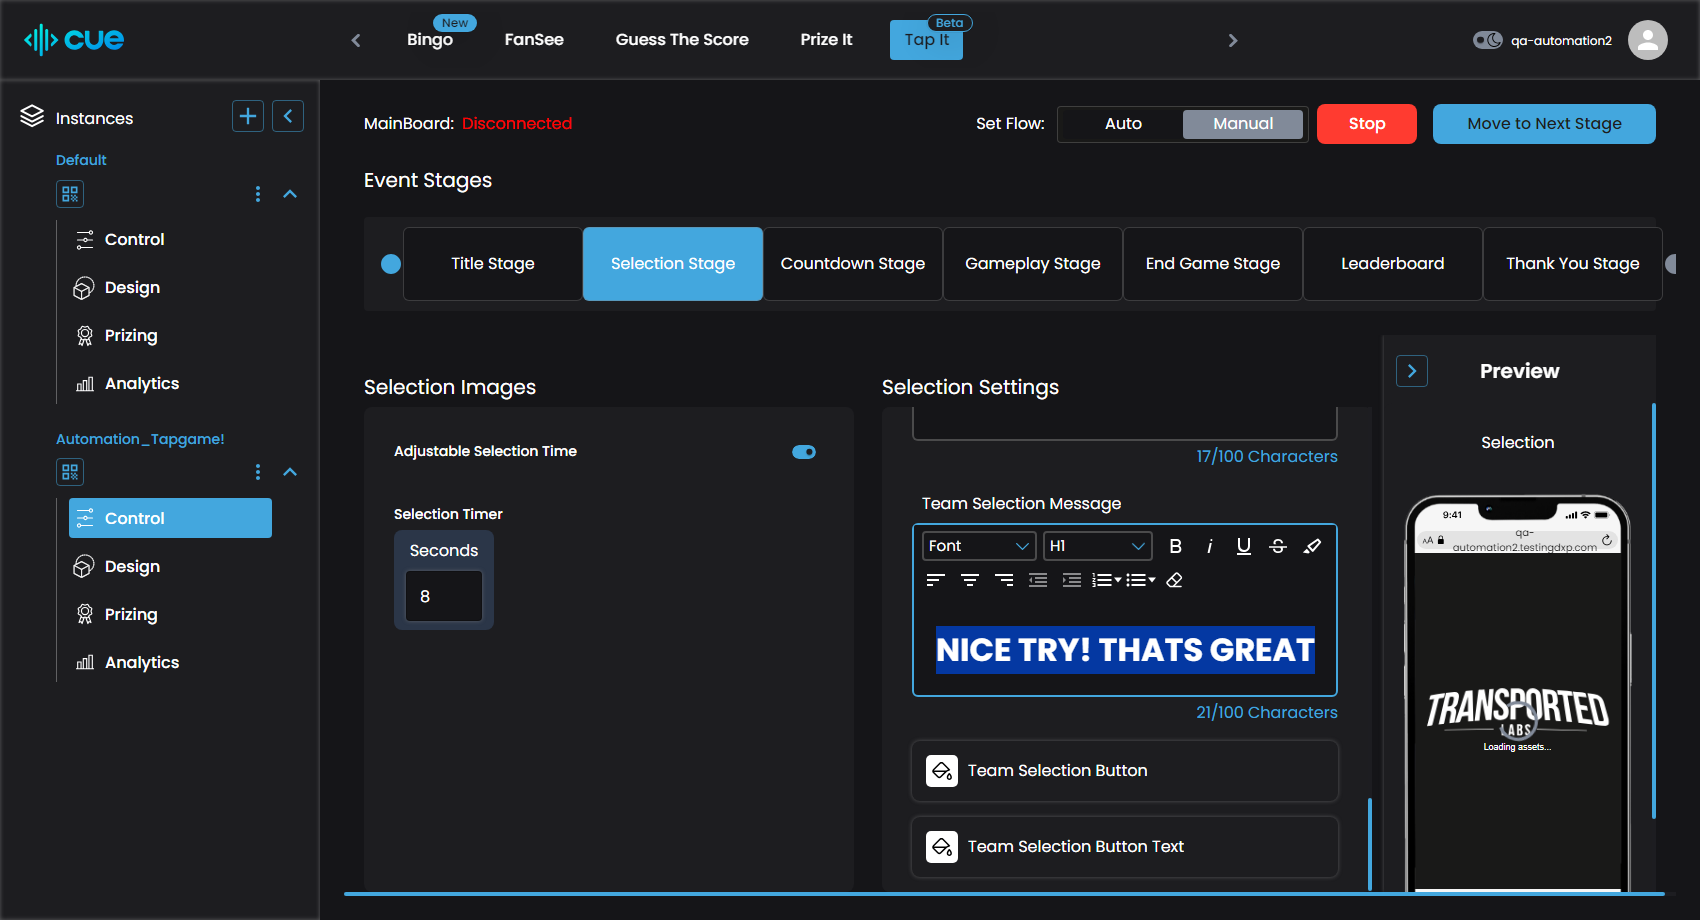 cue
New
Bingo
FanSee
Guess The Score
Prize It
Beta
Tap It
qa-automation2
Instances
Default
Control
Design
Prizing
Analytics
Automation_Tapgame!
Control
Design
Prizing
Analytics
MainBoard: Disconnected
Set Flow:
Auto
Manual
Stop
Move to Next Stage
Event Stages
Title Stage
Selection Stage
Countdown Stage
Gameplay Stage
End Game Stage
Leaderboard
Thank You Stage
Selection Images
Adjustable Selection Time
Selection Timer
Seconds
8
Selection Settings
17/100 Characters
Team Selection Message
Font
H1
B
i
U
S
NICE TRY! THATS GREAT
21/100 Characters
Team Selection Button
Team Selection Button Text
Preview
Selection
9:41
AA
qa-
automation2.testingdxp.com
TRANSPORTED
LABS
Loading assets...